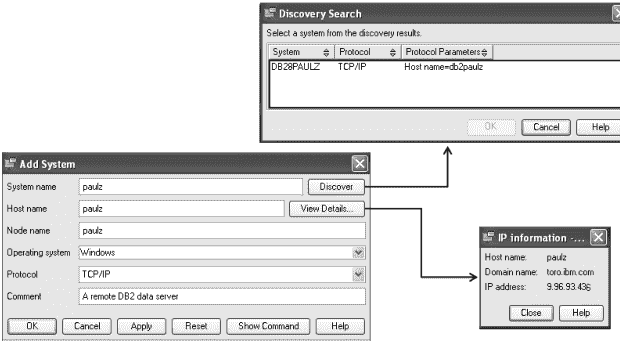 Discovery Search
Select a system from the discovery results.
System Protocol Protocol Parameters
DB28PAULZ TCP/IP Host name=db2paulz
OK Cancel Help
Add System
System name paulz Discover
Host name paulz View Details...
Node name paulz
Operating system Windows
Protocol TCP/IP
Comment A remote DB2 data server
OK Cancel Apply Reset Show Command Help
IP information -...
Host name: paulz
Domain name: toro.ibm.com
IP address: 9.96.93.436
Close Help